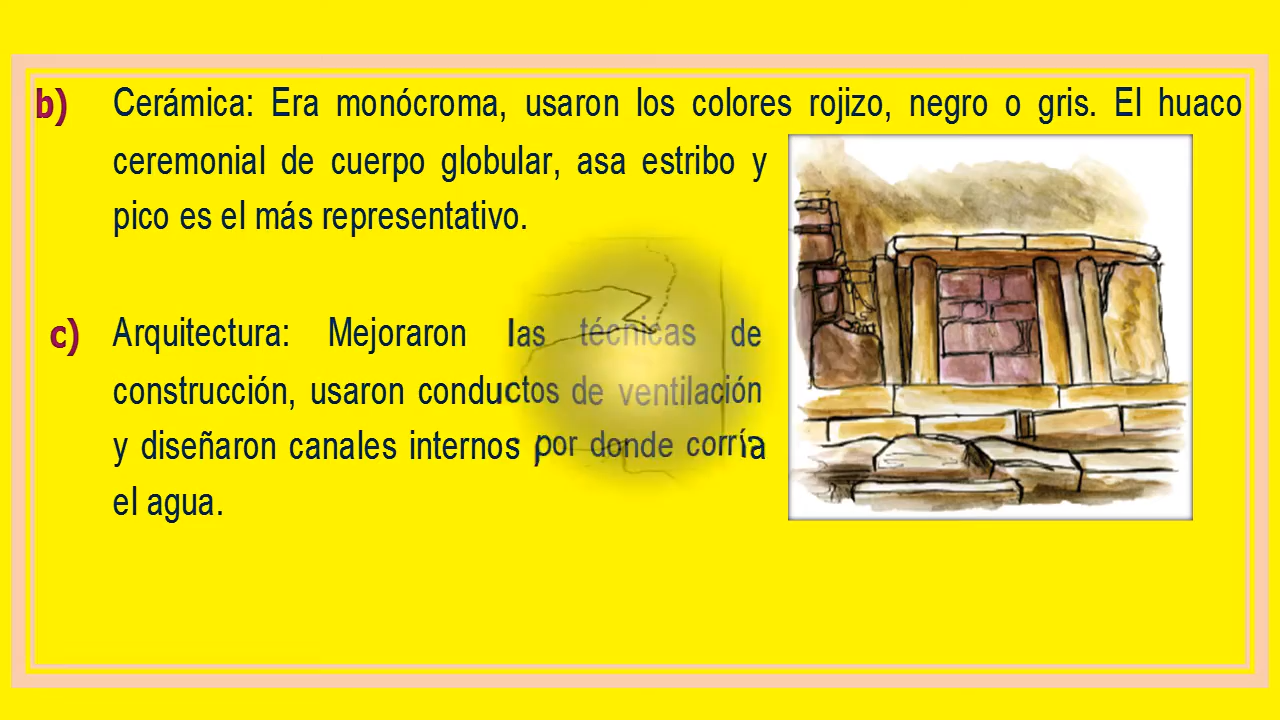 b) Cerámica: Era monócroma, usaron los colores rojizo, negro o gris. El huaco
ceremonial de cuerpo globular, asa estribo y
pico es el más representativo.
c) Arquitectura: Mejoraron las técnicas de
construcción, usaron conductos de ventilación
y diseñaron canales internos por donde corría
el agua.